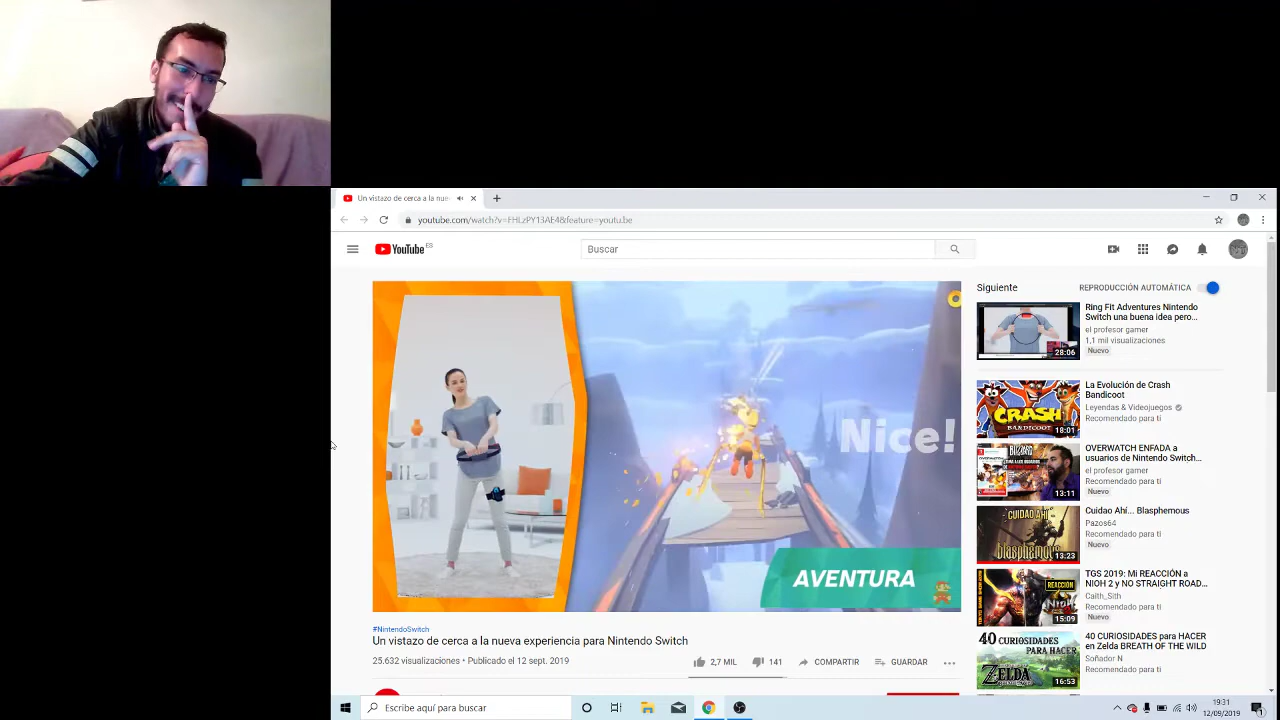 Un vistazo de cerca a la nue
youtube.com/watch?v=FHLzPY13AE4&feature=youtu.be
YouTube ES
Buscar
Nice!
AVENTURA
#NintendoSwitch
Un vistazo de cerca a la nueva experiencia para Nintendo Switch
25.632 visualizaciones • Publicado el 12 sept. 2019
2,7 MIL
141
COMPARTIR
GUARDAR
Siguiente
REPRODUCCIÓN AUTOMÁTICA
28:06
Ring Fit Adventures Nintendo
Switch una buena idea pero...
el profesor gamer
1,1 mil visualizaciones
Nuevo
CRASH
BANDICOOT
18:01
La Evolución de Crash
Bandicoot
Leyendas & Videojuegos
Recomendado para ti
13:11
OVERWATCH ENFADA a
usuarios de Nintendo Switch...
el profesor gamer
Recomendado para ti
Nuevo
CUIDAO AHÍ
blasphemous
13:23
Cuidao Ahí... Blasphemous
Pazos64
Recomendado para ti
Nuevo
REACCIÓN
NIOH
15:09
TGS 2019: Mi REACCIÓN a
NIOH 2 y NO STRAIGHT ROAD...
Caith_Sith
Recomendado para ti
Nuevo
40 CURIOSIDADES
PARA HACER
ZELDA
16:53
40 CURIOSIDADES para HACER
en Zelda BREATH OF THE WILD
Soñador N
Recomendado para ti
Escribe aquí para buscar
19:31
12/09/2019
1